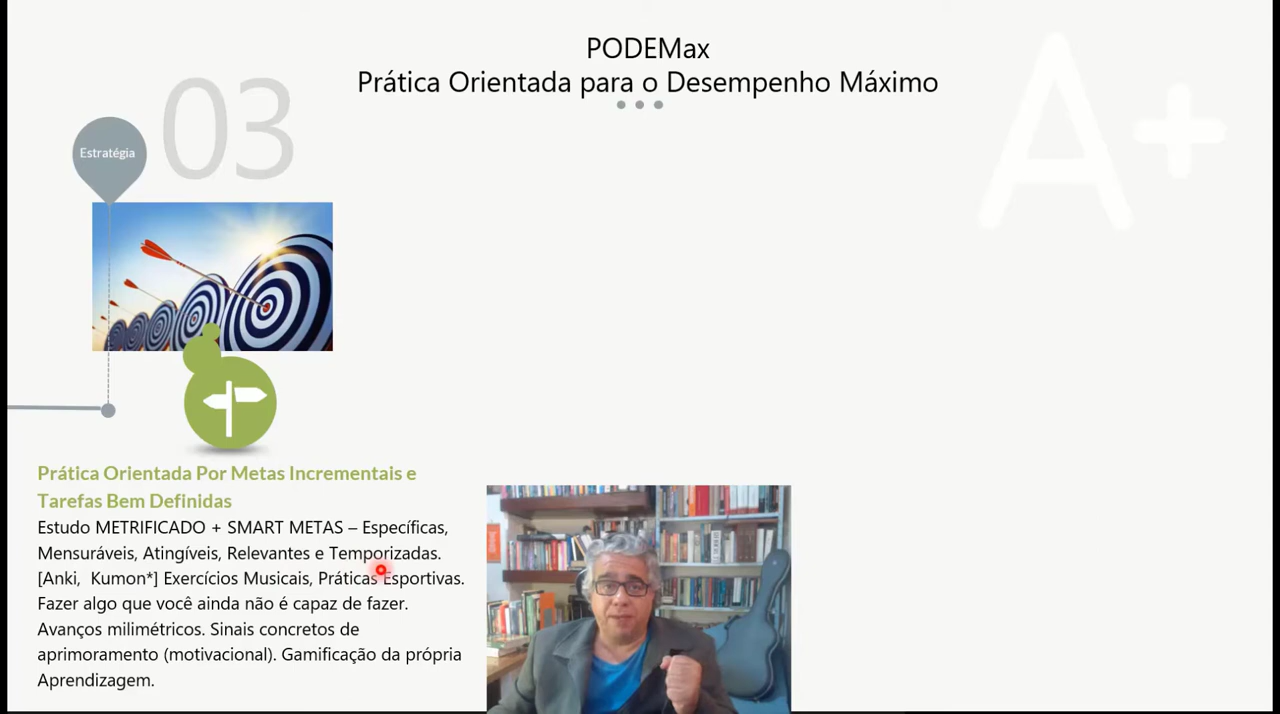 PODEMax
Prática Orientada para o Desempenho Máximo
A+
03
Estratégia
Prática Orientada Por Metas Incrementais e
Tarefas Bem Definidas
Estudo METRIFICADO + SMART METAS – Específicas,
Mensuráveis, Atingíveis, Relevantes e Temporizadas.
[Anki, Kumon*] Exercícios Musicais, Práticas Esportivas.
Fazer algo que você ainda não é capaz de fazer.
Avanços milimétricos. Sinais concretos de
aprimoramento (motivacional). Gamificação da própria
Aprendizagem.